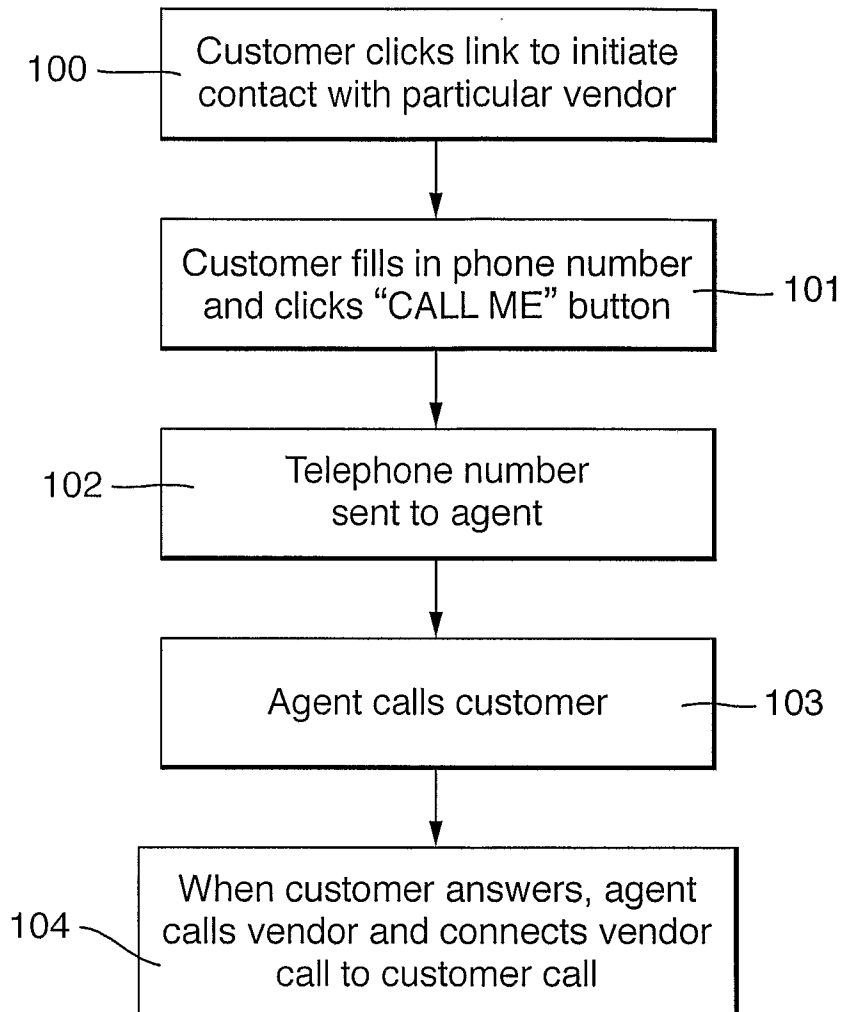 100
Customer clicks link to initiate
contact with particular vendor
Customer fills in phone number
and clicks “CALL ME” button
101
102
Telephone number
sent to agent
Agent calls customer
103
104
When customer answers, agent
calls vendor and connects vendor
call to customer call